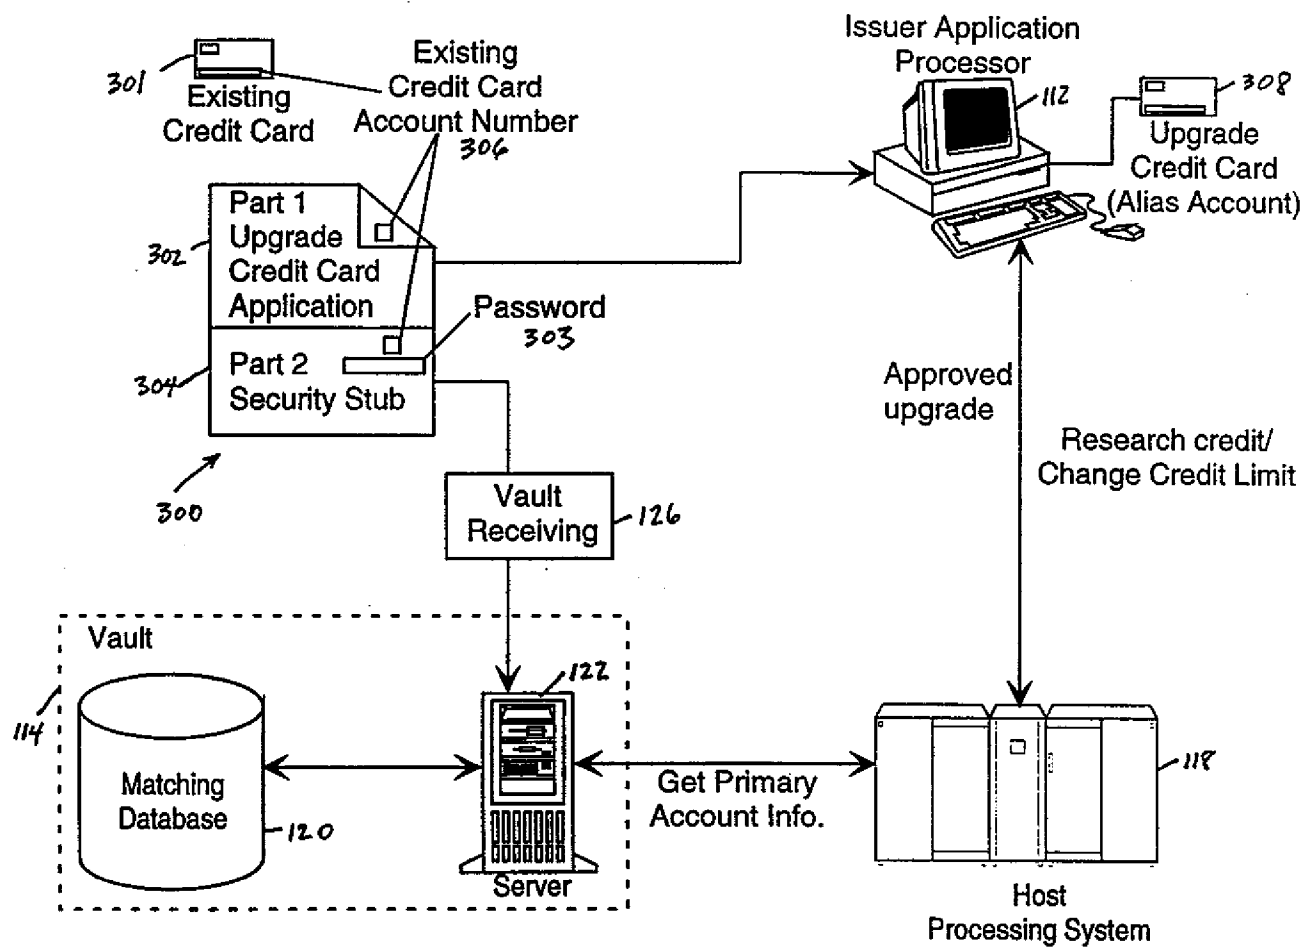 301
Existing
Credit Card
Existing
Credit Card
Account Number
306
Issuer Application
Processor
112
308
Upgrade
Credit Card
(Alias Account)
Part 1
Upgrade
Credit Card
Application
302
Password
303
Part 2
Security Stub
304
300
Approved
upgrade
Research credit/
Change Credit Limit
Vault
Receiving
126
Vault
114
Matching
Database
120
122
Server
Get Primary
Account Info.
118
Host
Processing System